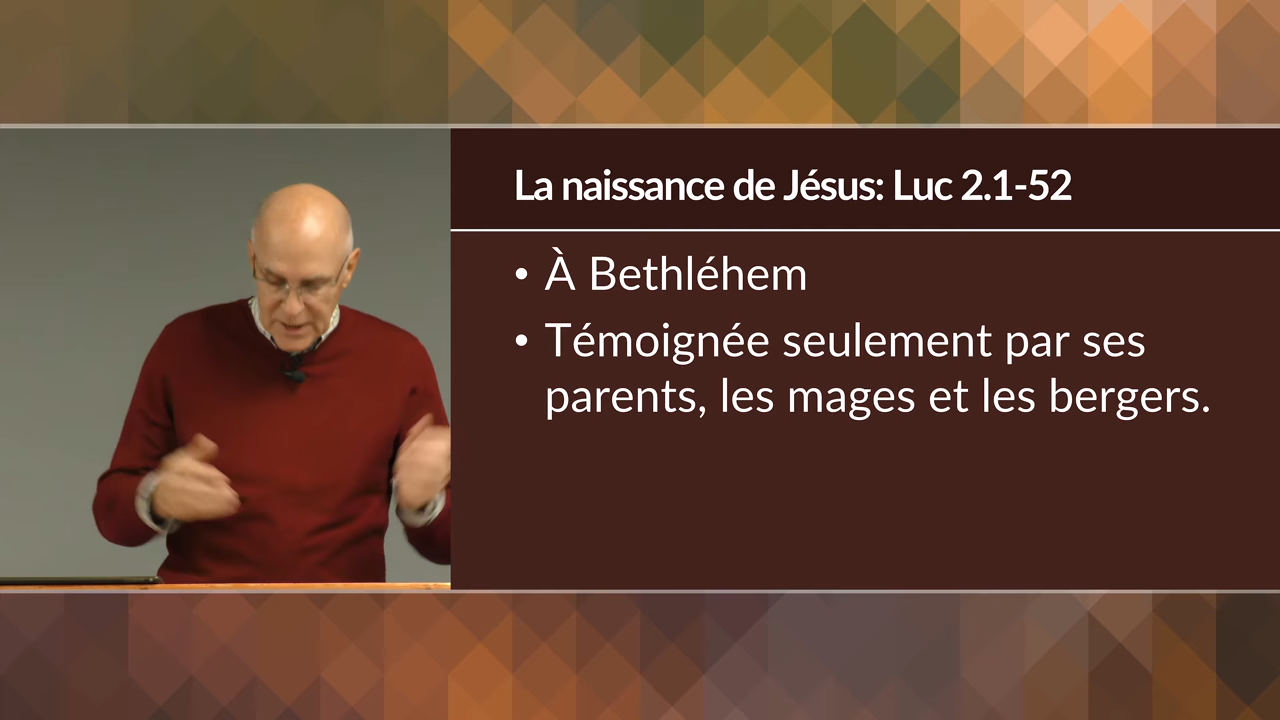 La naissance de Jésus: Luc 2.1-52
• À Bethléhem
• Témoignée seulement par ses
parents, les mages et les bergers.